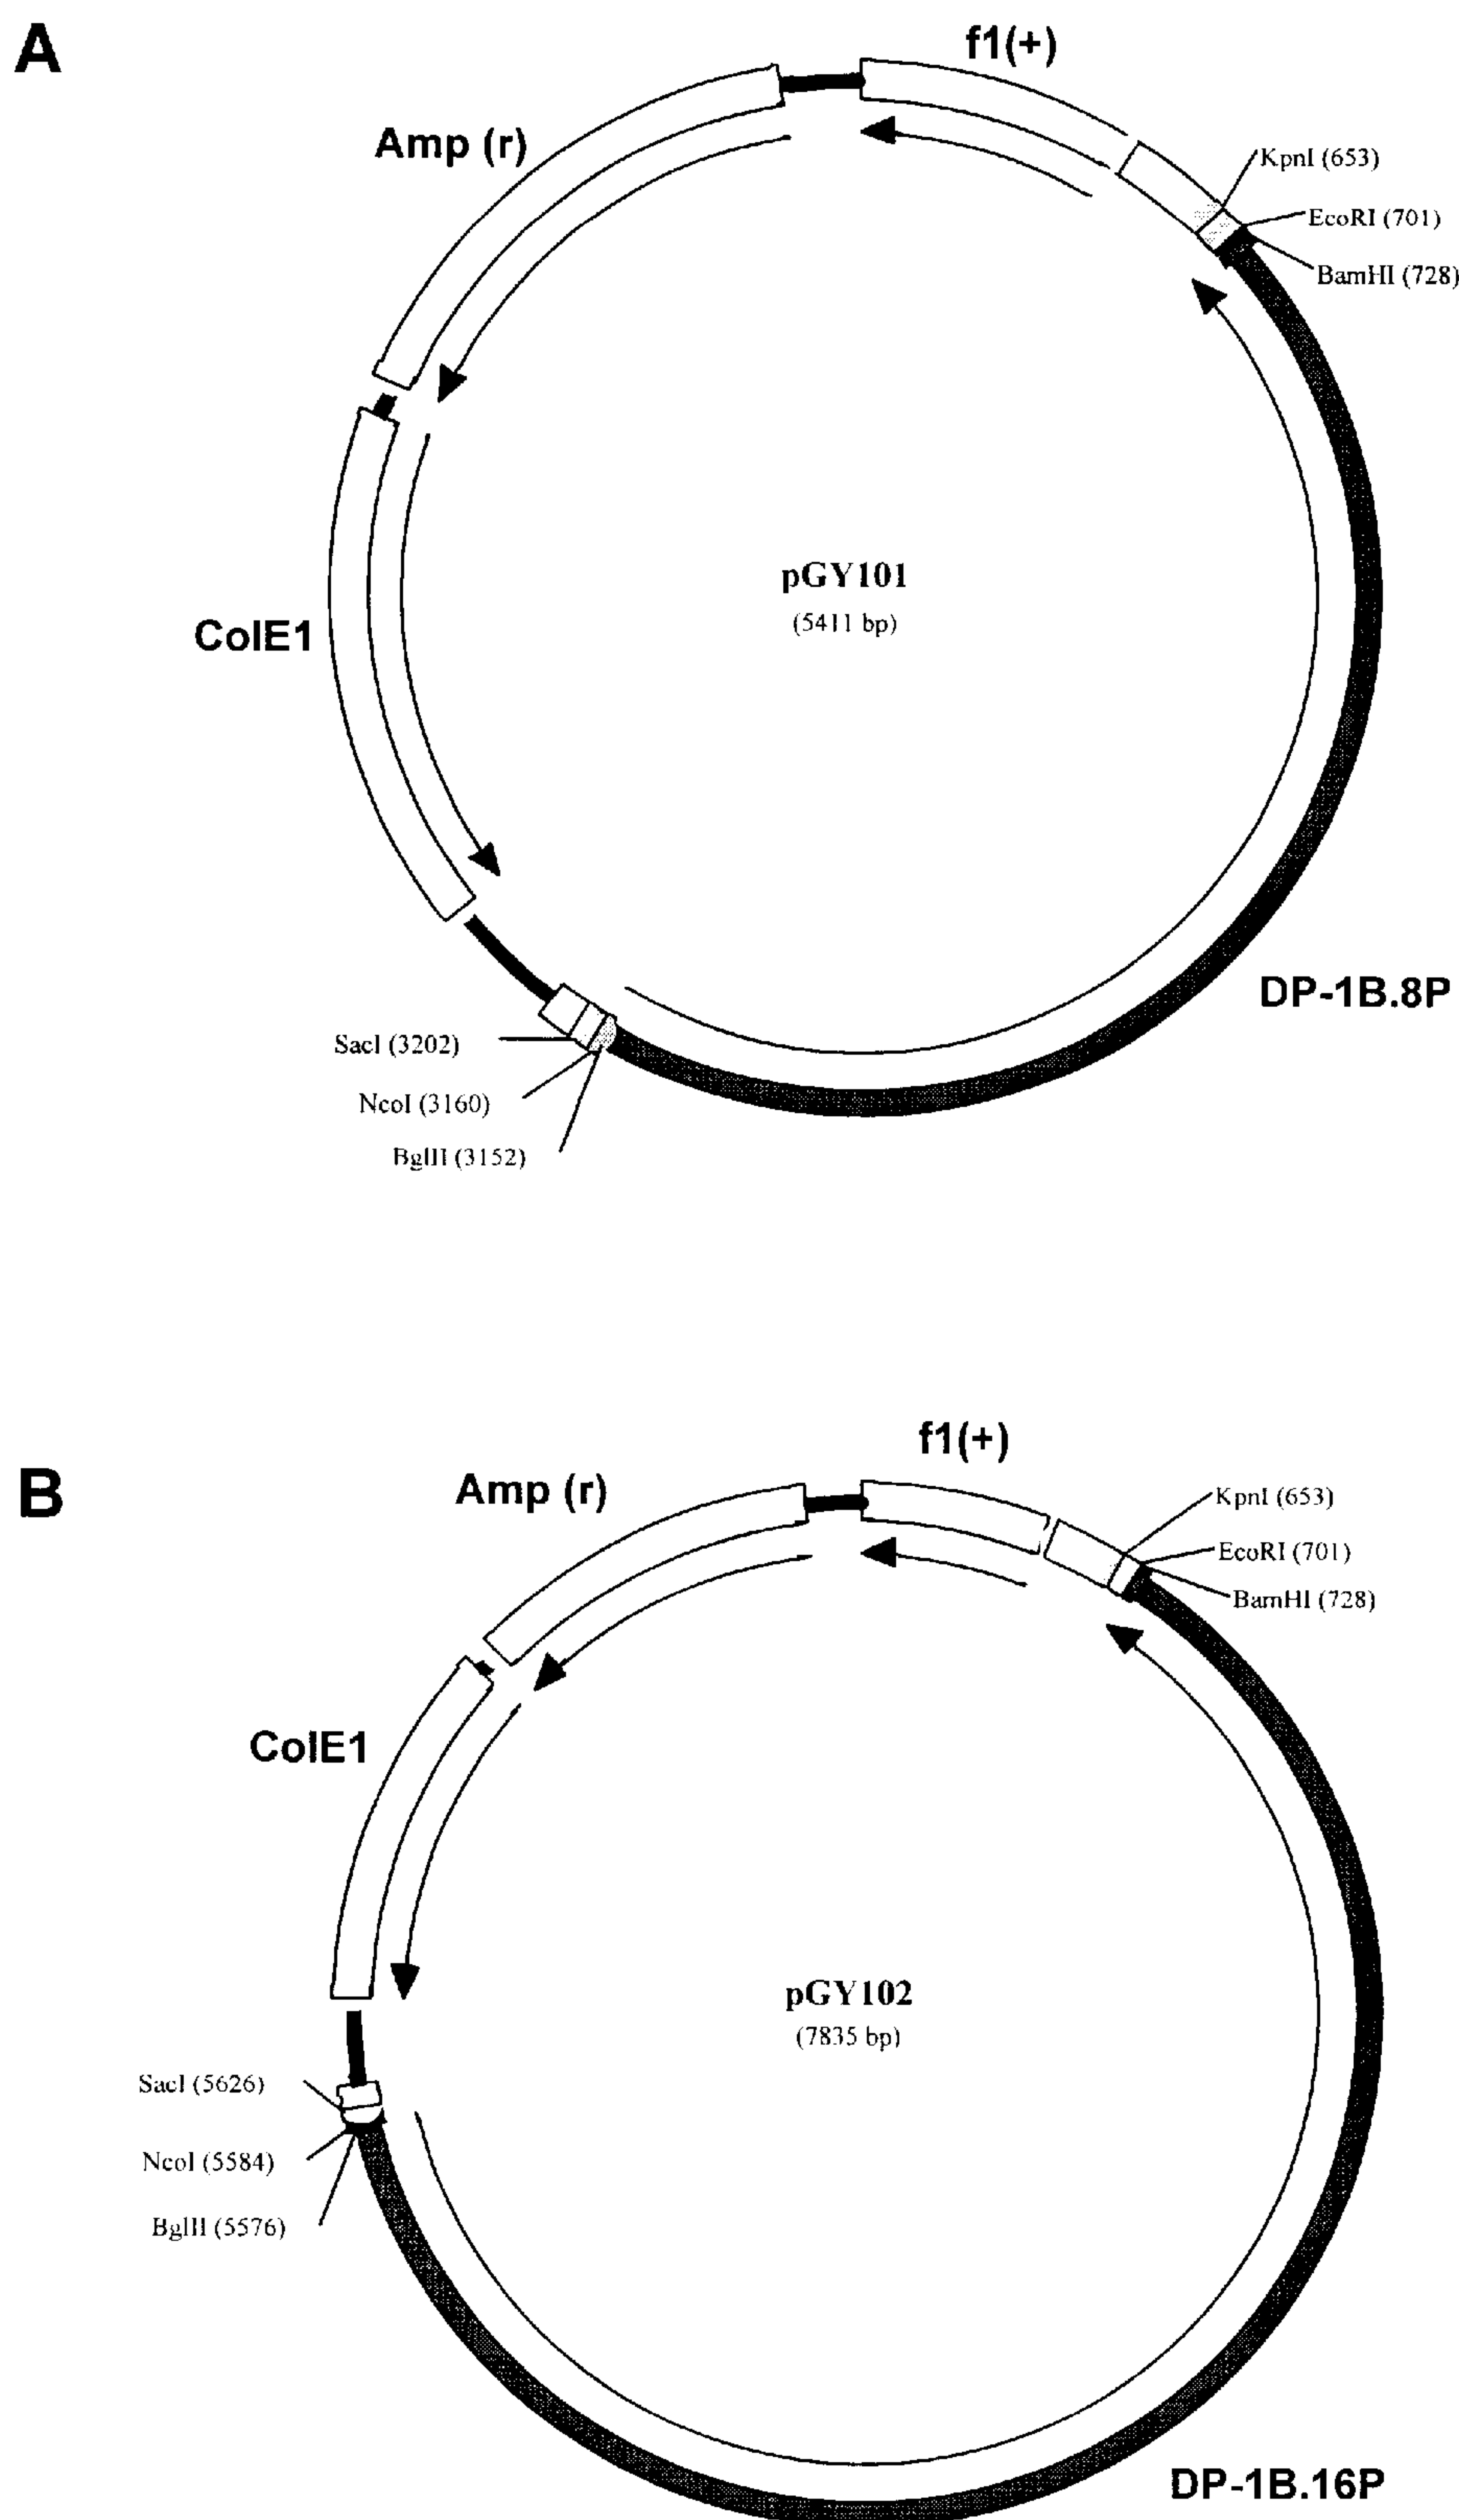 A
f1(+)
Amp (r)
KpnI (653)
EcoRI (701)
BamHI (728)
pGY101
(5411 bp)
ColE1
DP-1B.8P
SacI (3202)
NcoI (3160)
BglII (3152)
B
f1(+)
Amp (r)
KpnI (653)
EcoRI (701)
BamHI (728)
ColE1
pGY102
(7835 bp)
SacI (5626)
NcoI (5584)
BglII (5576)
DP-1B.16P